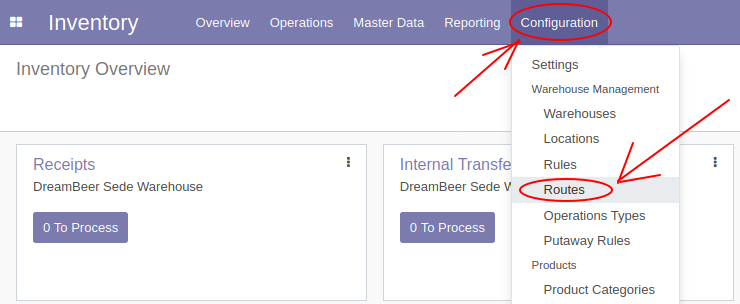 Inventory Overview Operations Master Data Reporting Configuration
Inventory Overview
Settings
Warehouse Management
Warehouses
Locations
Rules
Routes
Operations Types
Putaway Rules
Products
Product Categories
Receipts
DreamBeer Sede Warehouse
0 To Process
Internal Transfe
DreamBeer Sede W
0 To Process